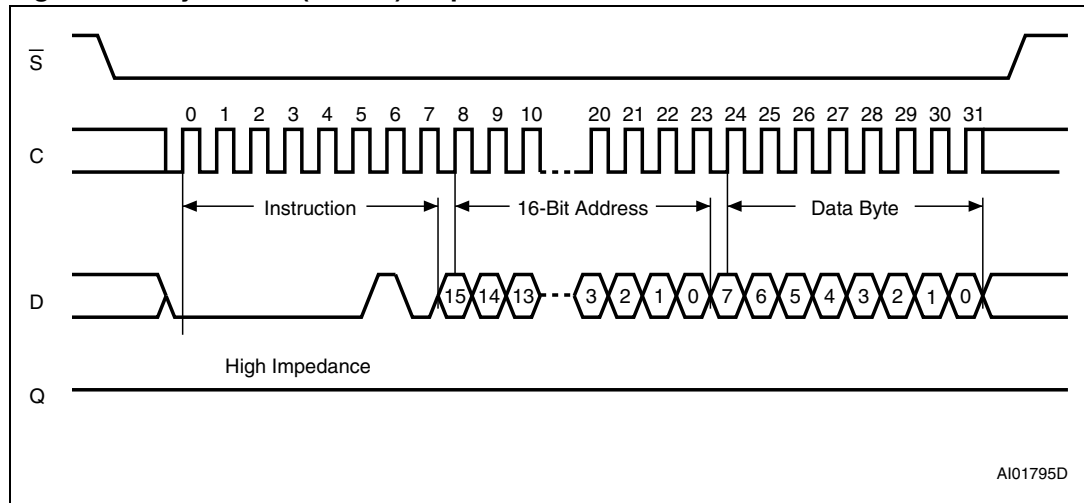 S̅
0 1 2 3 4 5 6 7 8 9 10 20 21 22 23 24 25 26 27 28 29 30 31
C
Instruction 16-Bit Address Data Byte
D 15 14 13 3 2 1 0 7 6 5 4 3 2 1 0
High Impedance
Q
AI01795D